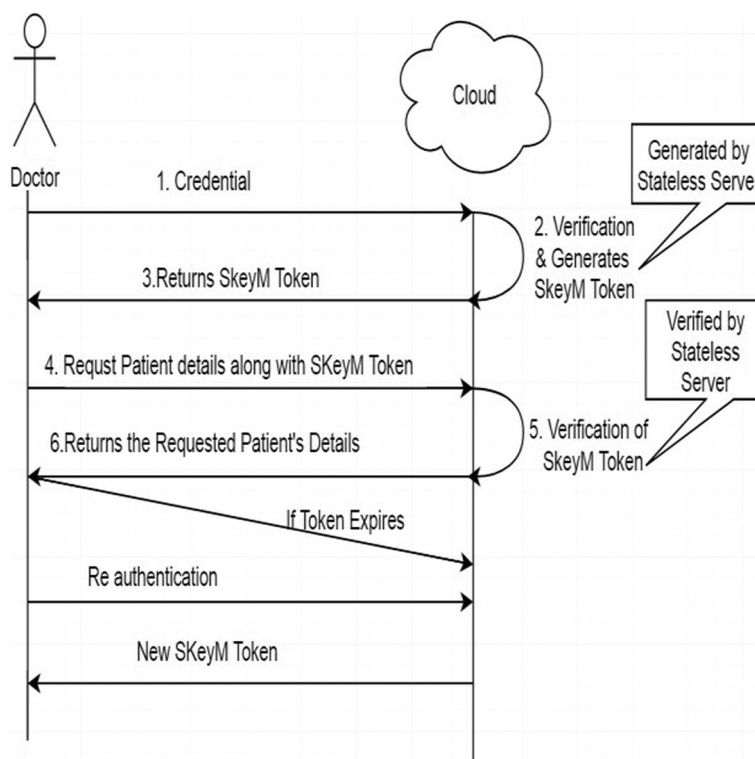 Cloud
Doctor
1. Credential
Generated by
Stateless Server
2. Verification
& Generates
SkeyM Token
3.Returns SkeyM Token
Verified by
Stateless
Server
4. Requst Patient details along with SKeyM Token
5. Verification of
SkeyM Token
6.Returns the Requested Patient's Details
If Token Expires
Re authentication
New SKeyM Token